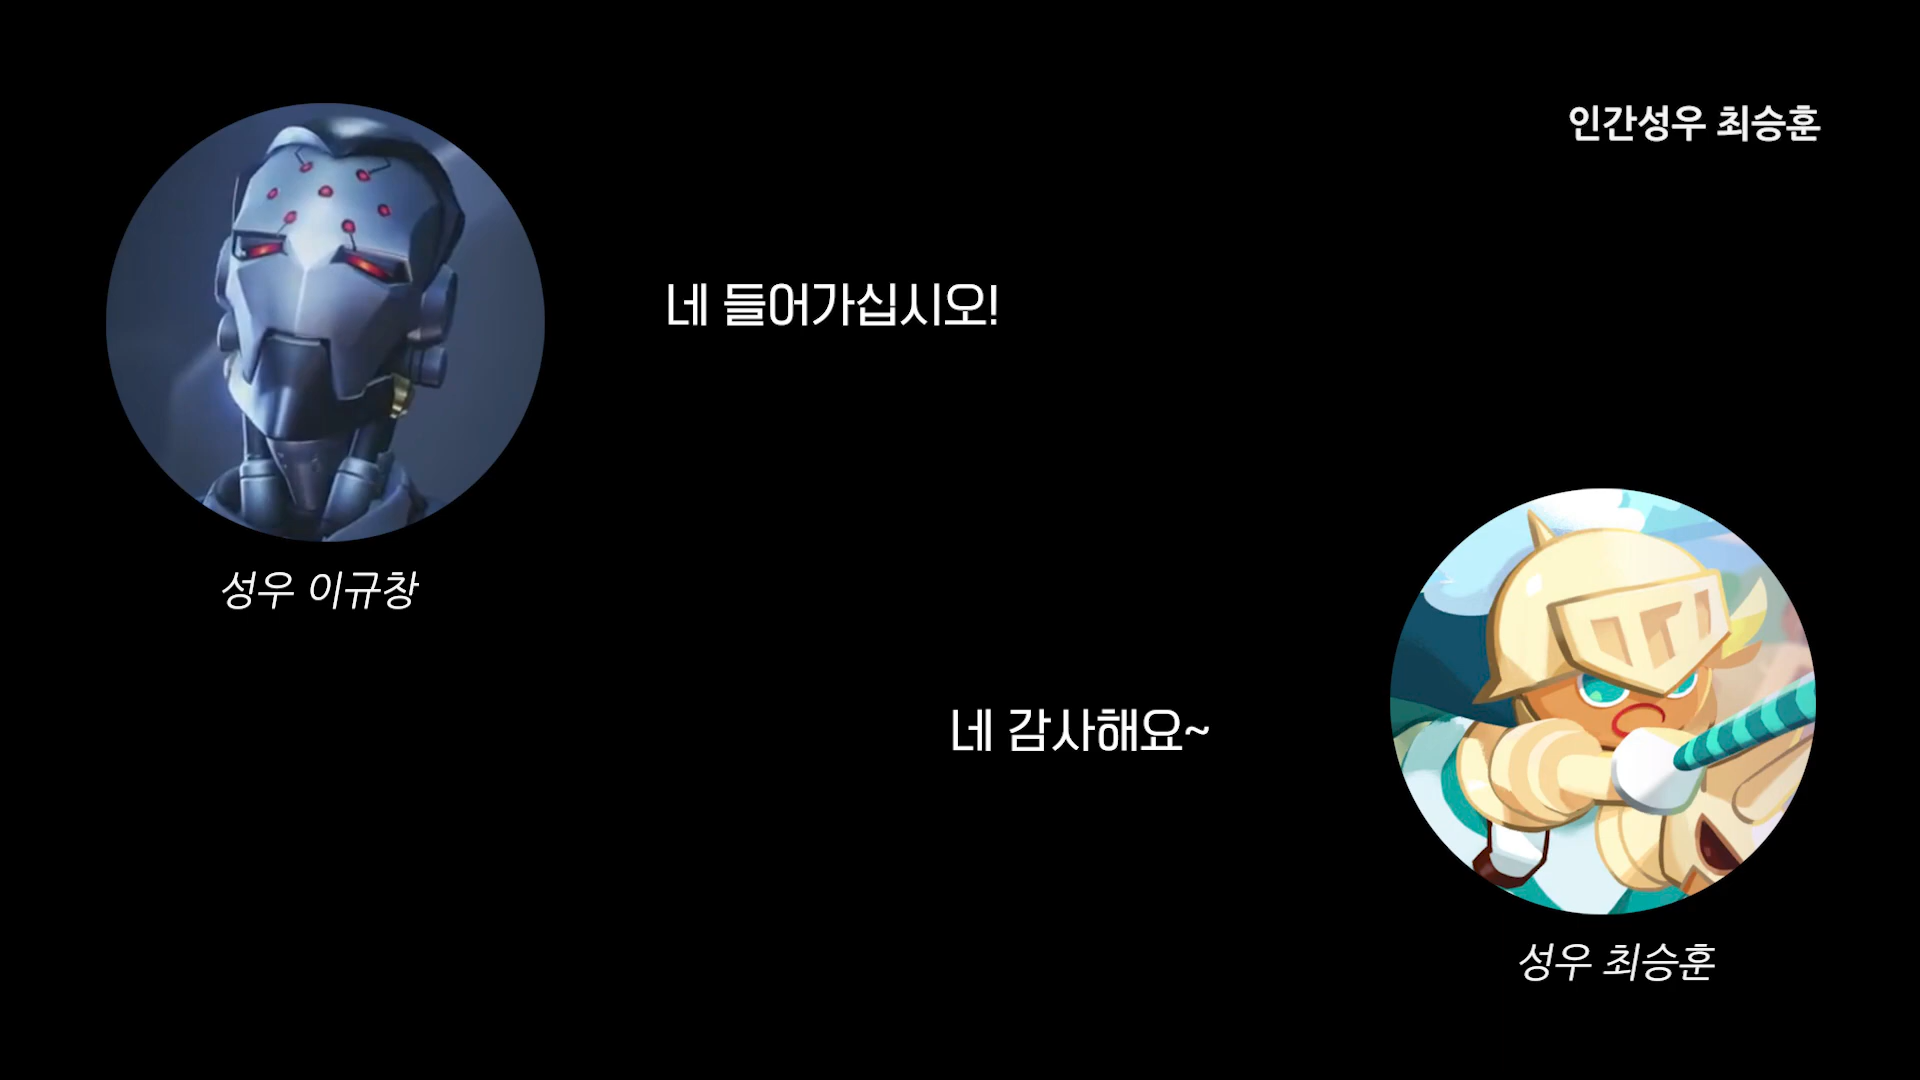 인간성우 최승훈
네 들어가십시오!
성우 이규창
네 감사해요~
성우 최승훈